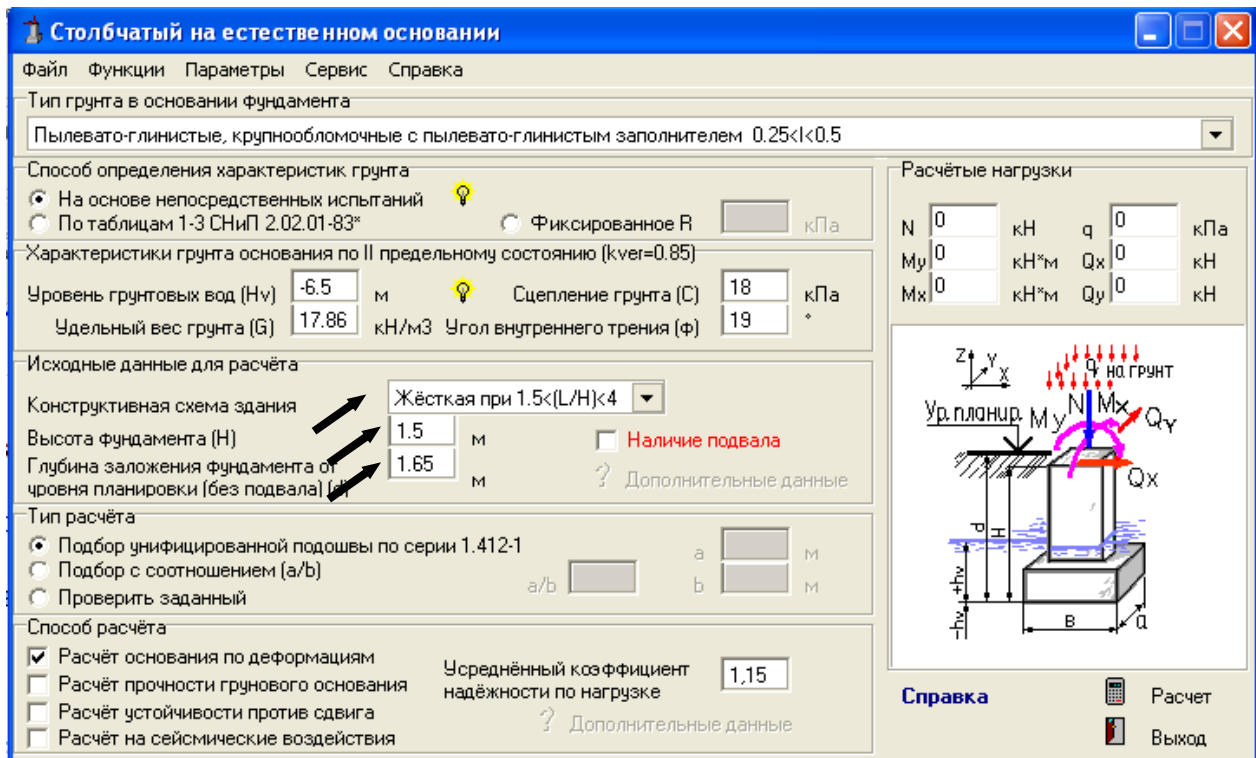 Столбчатый на естественном основании
Файл Функции Параметры Сервис Справка
Тип грунта в основании фундамента
Пылевато-глинистые, крупнообломочные с пылевато-глинистым заполнителем 0.25<I<0.5
Способ определения характеристик грунта
На основе непосредственных испытаний
По таблицам 1-3 СНиП 2.02.01-83*
Фиксированное R кПа
Характеристики грунта основания по II предельному состоянию (kver=0.85)
Уровень грунтовых вод (Hv) -6.5 м
Сцепление грунта (C) 18 кПа
Удельный вес грунта (G) 17.86 кН/м3
Угол внутреннего трения (φ) 19 °
Исходные данные для расчёта
Конструктивная схема здания Жёсткая при 1.5<(L/H)<4
Высота фундамента (H) 1.5 м
Наличие подвала
Глубина заложения фундамента от
уровня планировки (без подвала) (d) 1.65 м
? Дополнительные данные
Тип расчёта
Подбор унифицированной подошвы по серии 1.412-1
Подбор с соотношением (a/b)
Проверить заданный
a/b
a м
b м
Способ расчёта
Расчёт основания по деформациям
Расчёт прочности грунового основания
Расчёт устойчивости против сдвига
Расчёт на сейсмические воздействия
Усреднённый коэффициент
надёжности по нагрузке 1,15
? Дополнительные данные
Расчётные нагрузки
N 0 кН q 0 кПа
My 0 кН*м Qx 0 кН
Mx 0 кН*м Qy 0 кН
Z Y X
q на грунт
Ур.планир. My N Mx Qy
Qx
d H
+hv
-hv
B a
Справка
Расчет
Выход